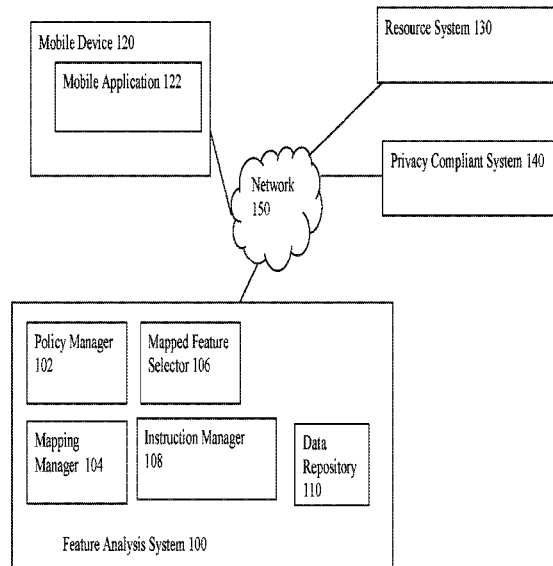 Mobile Device 120
Mobile Application 122
Resource System 130
Privacy Compliant System 140
Network
150
Policy Manager
102
Mapped Feature
Selector 106
Mapping
Manager 104
Instruction Manager
108
Data
Repository
110
Feature Analysis System 100